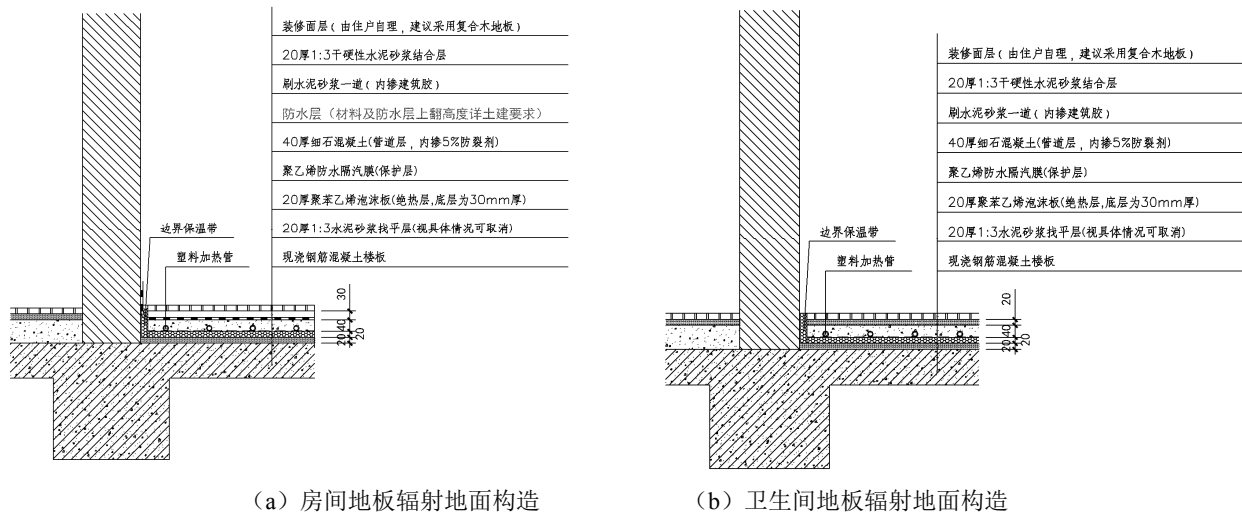 装修面层(由住户自理,建议采用复合木地板)
20厚1:3干硬性水泥砂浆结合层
刷水泥砂浆一道(内掺建筑胶)
防水层(材料及防水层上翻高度详土建要求)
40厚细石混凝土(管道层,内掺5%防裂剂)
聚乙烯防水隔汽膜(保护层)
20厚聚苯乙烯泡沫板(绝热层,底层为30mm厚)
20厚1:3水泥砂浆找平层(视具体情况可取消)
现浇钢筋混凝土楼板
边界保温带
塑料加热管
30
40
20
20
(a)房间地板辐射地面构造
装修面层(由住户自理,建议采用复合木地板)
20厚1:3干硬性水泥砂浆结合层
刷水泥砂浆一道(内掺建筑胶)
40厚细石混凝土(管道层,内掺5%防裂剂)
聚乙烯防水隔汽膜(保护层)
20厚聚苯乙烯泡沫板(绝热层,底层为30mm厚)
20厚1:3水泥砂浆找平层(视具体情况可取消)
现浇钢筋混凝土楼板
边界保温带
塑料加热管
20
40
20
20
(b)卫生间地板辐射地面构造